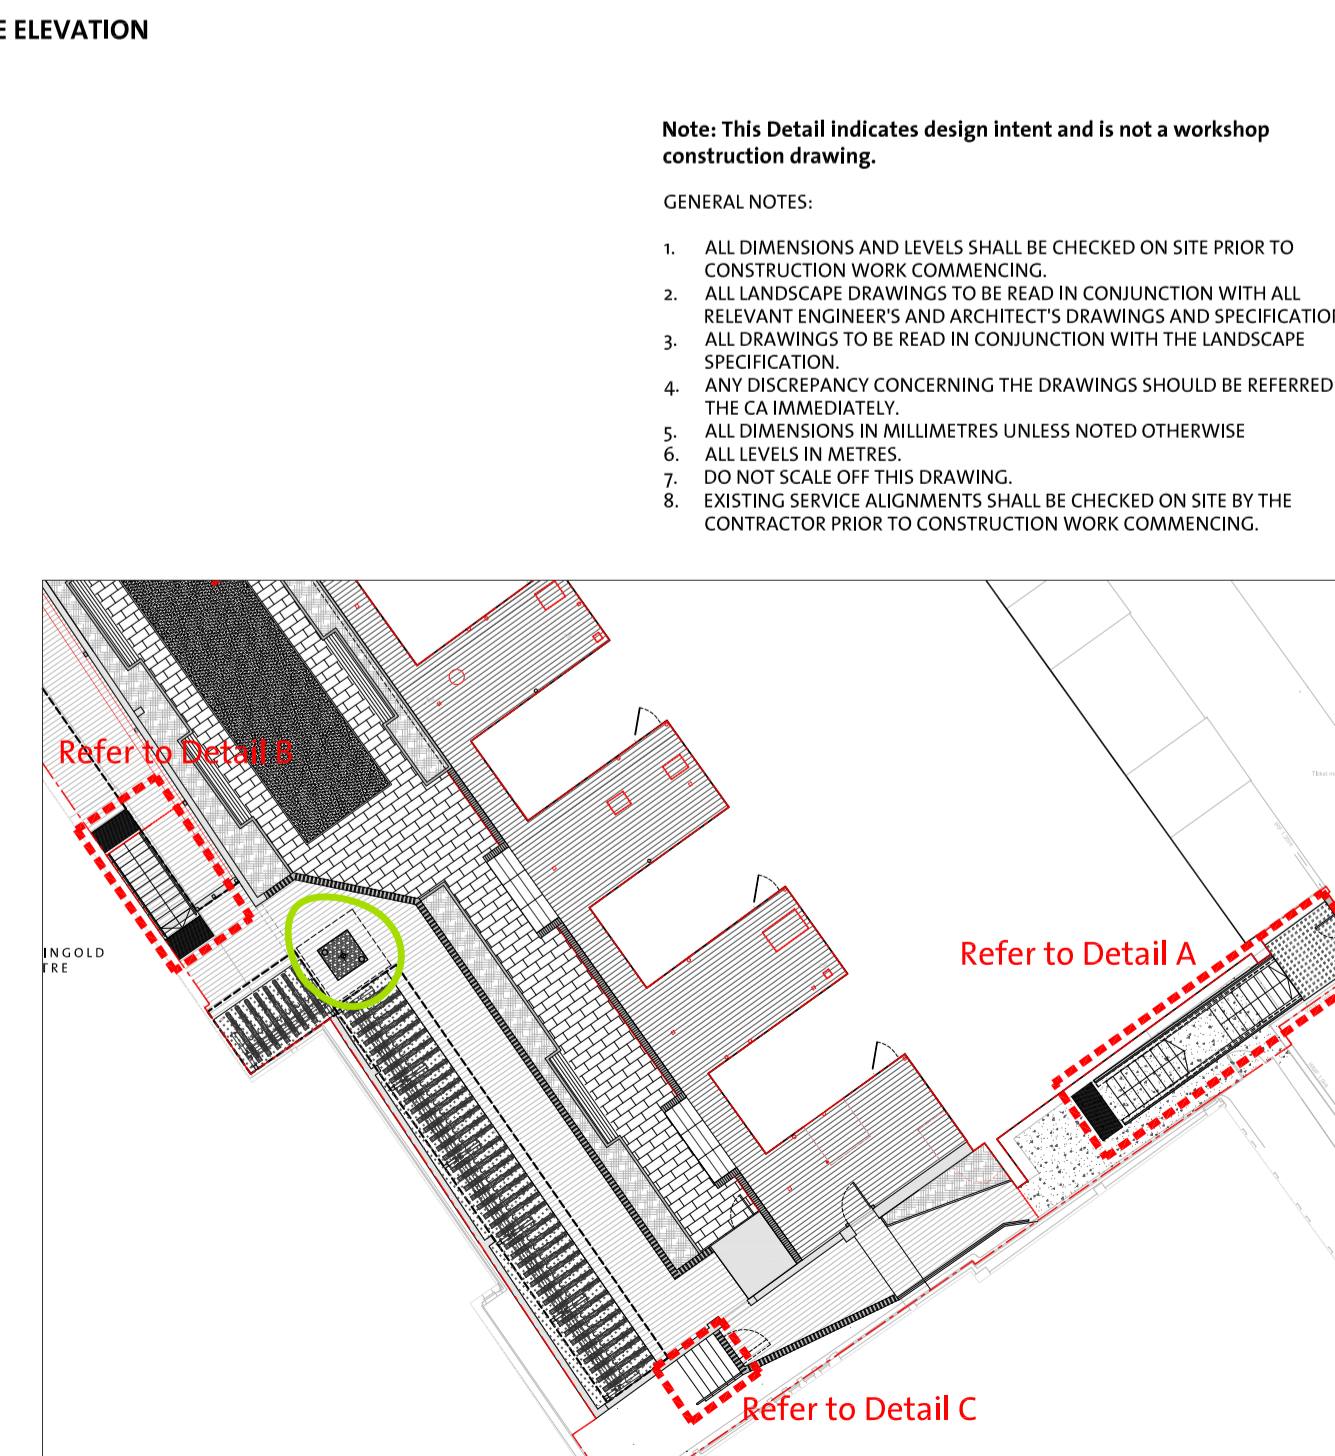 E ELEVATION
Note: This Detail indicates design intent and is not a workshop
construction drawing.
GENERAL NOTES:
1. ALL DIMENSIONS AND LEVELS SHALL BE CHECKED ON SITE PRIOR TO
CONSTRUCTION WORK COMMENCING.
2. ALL LANDSCAPE DRAWINGS TO BE READ IN CONJUNCTION WITH ALL
RELEVANT ENGINEER'S AND ARCHITECT'S DRAWINGS AND SPECIFICATION
3. ALL DRAWINGS TO BE READ IN CONJUNCTION WITH THE LANDSCAPE
SPECIFICATION.
4. ANY DISCREPANCY CONCERNING THE DRAWINGS SHOULD BE REFERRED
THE CA IMMEDIATELY.
5. ALL DIMENSIONS IN MILLIMETRES UNLESS NOTED OTHERWISE
6. ALL LEVELS IN METRES.
7. DO NOT SCALE OFF THIS DRAWING.
8. EXISTING SERVICE ALIGNMENTS SHALL BE CHECKED ON SITE BY THE
CONTRACTOR PRIOR TO CONSTRUCTION WORK COMMENCING.
Refer to Detail B
INGOLD
TRE
Refer to Detail A
Refer to Detail C